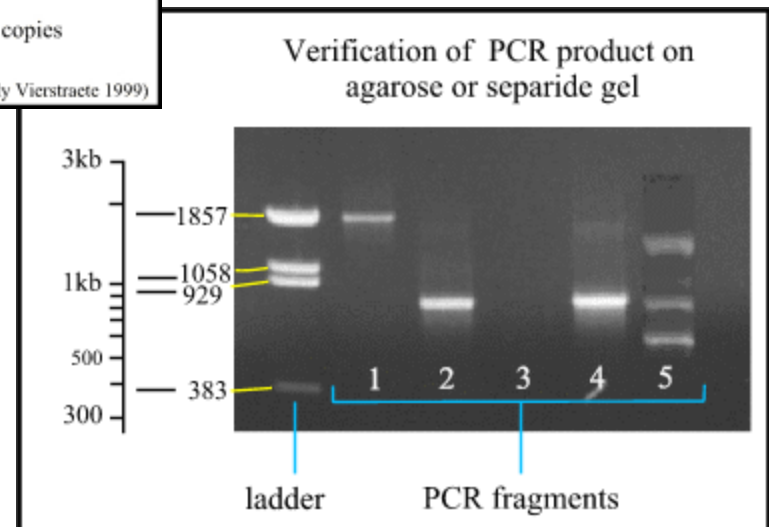 copies
y Vierstraete 1999)
Verification of PCR product on
agarose or separide gel
3kb
1857
1058
1kb
929
500
383
300
1 2 3 4 5
ladder
PCR fragments